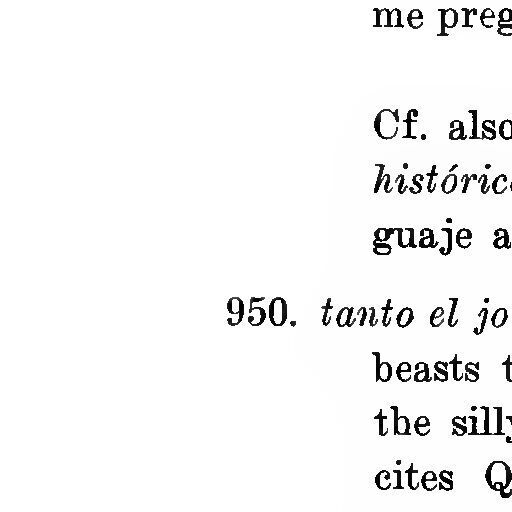 me preg
Cf. also
históric
guaje a
950. tanto el jo
beasts t
the silly
cites Q